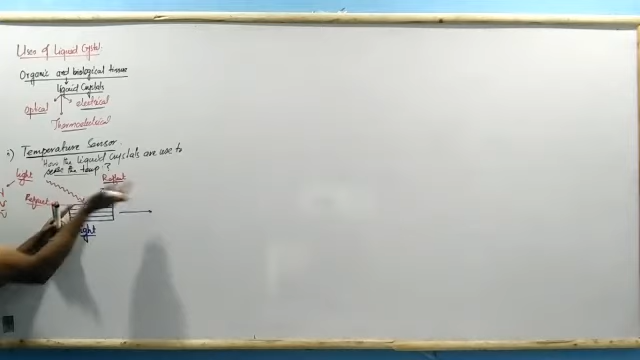 Uses of Liquid Crystal
Organic and biological tissue
Liquid Crystals
Optical
electrical
Thermoelectrical
Temperature Sensor
How the Liquid Crystals are use to
sense the temp ?
light
Reflect
light